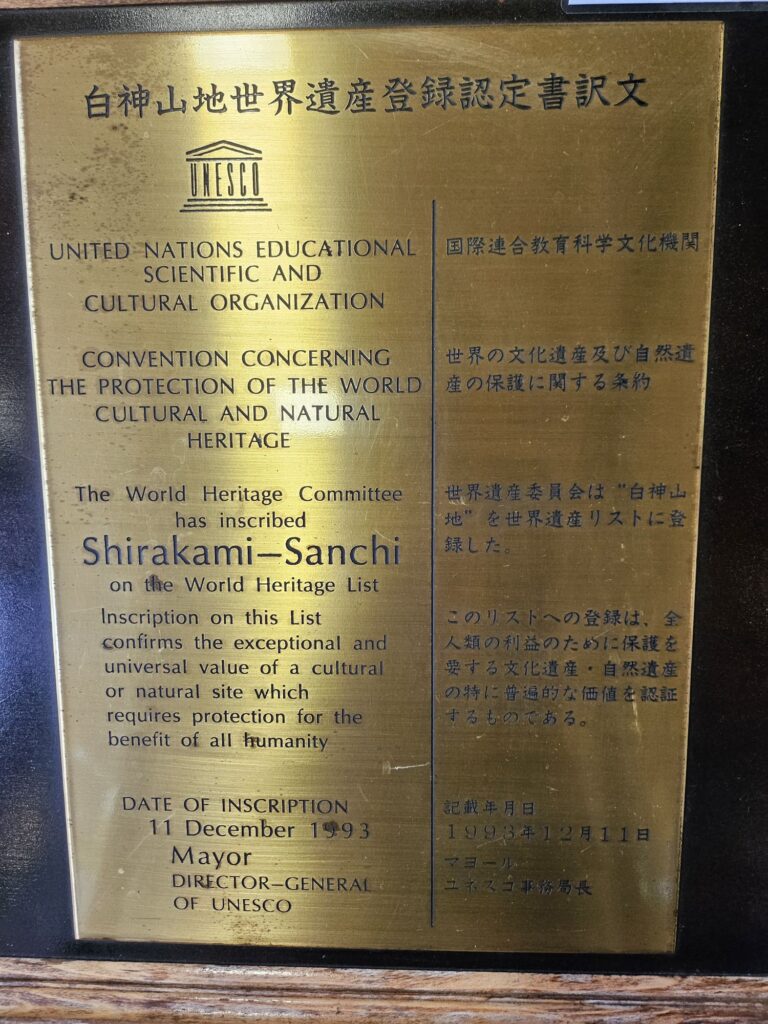 白神山地世界遺産登録認定書訳文
UNESCO
UNITED NATIONS EDUCATIONAL
SCIENTIFIC AND
CULTURAL ORGANIZATION
CONVENTION CONCERNING
THE PROTECTION OF THE WORLD
CULTURAL AND NATURAL
HERITAGE
The World Heritage Committee
has inscribed
Shirakami–Sanchi
on the World Heritage List
Inscription on this List
confirms the exceptional and
universal value of a cultural
or natural site which
requires protection for the
benefit of all humanity
DATE OF INSCRIPTION
11 December 1993
Mayor
DIRECTOR–GENERAL
OF UNESCO
国際連合教育科学文化機関
世界の文化遺産及び自然遺
産の保護に関する条約
世界遺産委員会は“白神山
地”を世界遺産リストに登
録した。
このリストへの登録は、全
人類の利益のために保護を
要する文化遺産・自然遺産
の特に普遍的な価値を認証
するものである。
記載年月日
1993年12月11日
マヨール
ユネスコ事務局長